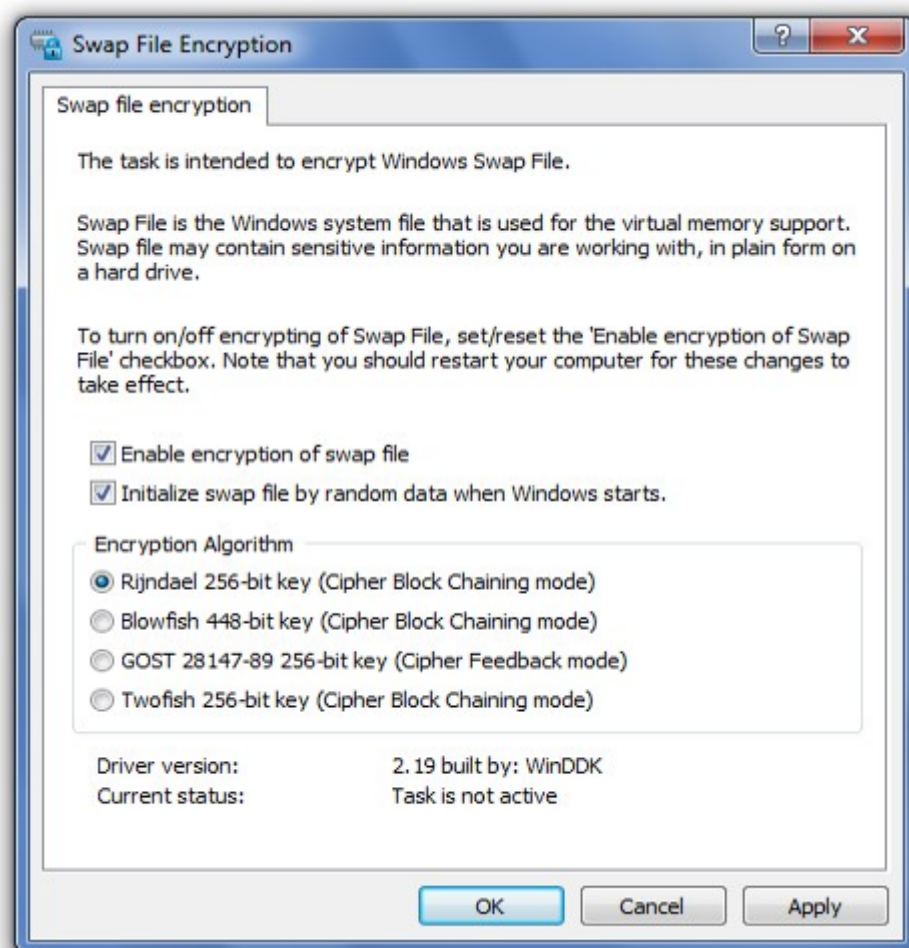 Swap File Encryption
Swap file encryption
The task is intended to encrypt Windows Swap File.
Swap File is the Windows system file that is used for the virtual memory support.
Swap file may contain sensitive information you are working with, in plain form on
a hard drive.
To turn on/off encrypting of Swap File, set/reset the 'Enable encryption of Swap
File' checkbox. Note that you should restart your computer for these changes to
take effect.
Enable encryption of swap file
Initialize swap file by random data when Windows starts.
Encryption Algorithm
Rijndael 256-bit key (Cipher Block Chaining mode)
Blowfish 448-bit key (Cipher Block Chaining mode)
GOST 28147-89 256-bit key (Cipher Feedback mode)
Twofish 256-bit key (Cipher Block Chaining mode)
Driver version: 2.19 built by: WinDDK
Current status: Task is not active
OK Cancel Apply